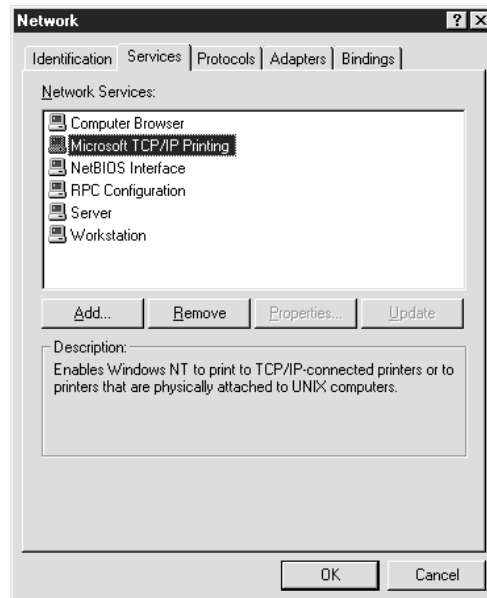 Network
? X
Identification Services Protocols Adapters Bindings
Network Services:
Computer Browser
Microsoft TCP/IP Printing
NetBIOS Interface
RPC Configuration
Server
Workstation
Add... Remove Properties... Update
Description:
Enables Windows NT to print to TCP/IP-connected printers or to
printers that are physically attached to UNIX computers.
OK Cancel